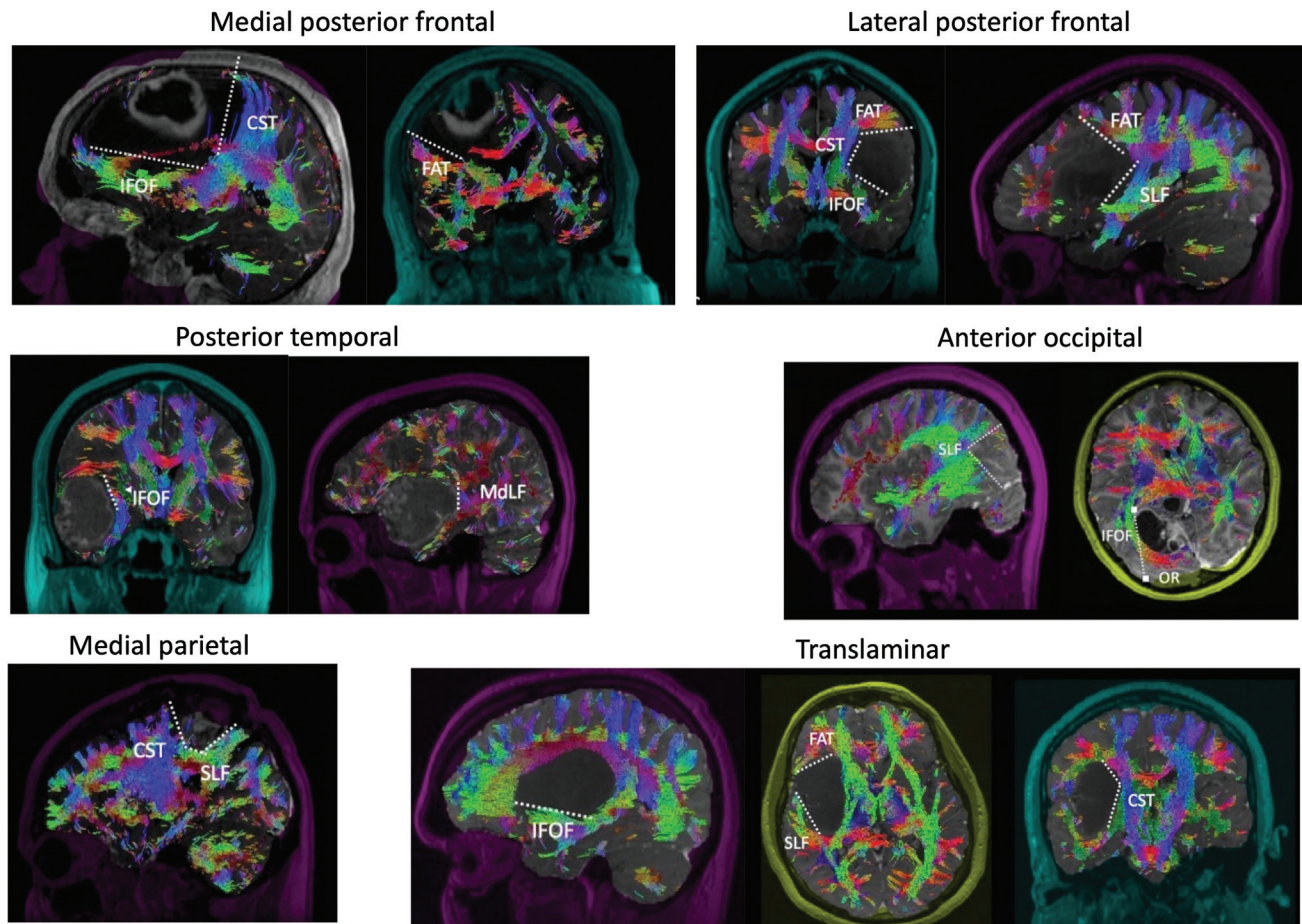 Medial posterior frontal
Lateral posterior frontal
CST
IFOF
FAT
FAT
CST
IFOF
FAT
SLF
Posterior temporal
Anterior occipital
IFOF
MdLF
SLF
IFOF
OR
Medial parietal
Translaminar
CST
SLF
IFOF
FAT
SLF
CST